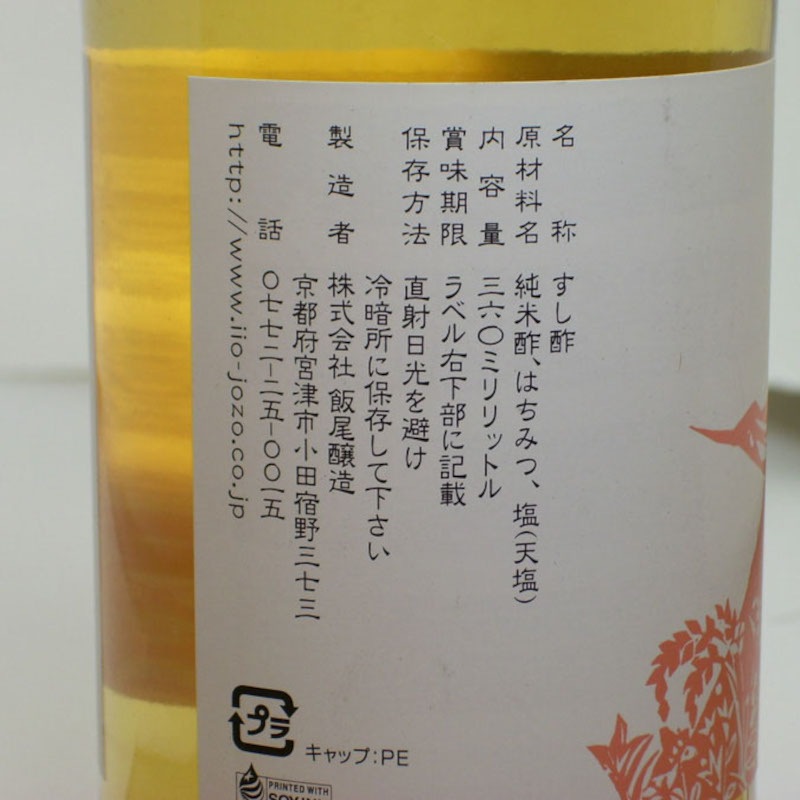 名称 すし酢
原材料名 純米酢、はちみつ、塩(天塩)
内容量 三六〇ミリリットル
賞味期限 ラベル右下部に記載
保存方法 直射日光を避け
冷暗所に保存して下さい
製造者 株式会社 飯尾醸造
京都府宮津市小田宿野三七三
電話 〇七七二-二五-〇〇一五
http://www.iio-jozo.co.jp
プラ
キャップ:PE
PRINTED WITH